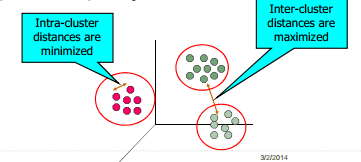 Intra-cluster
distances are
minimized
Inter-cluster
distances are
maximized
3/2/2014